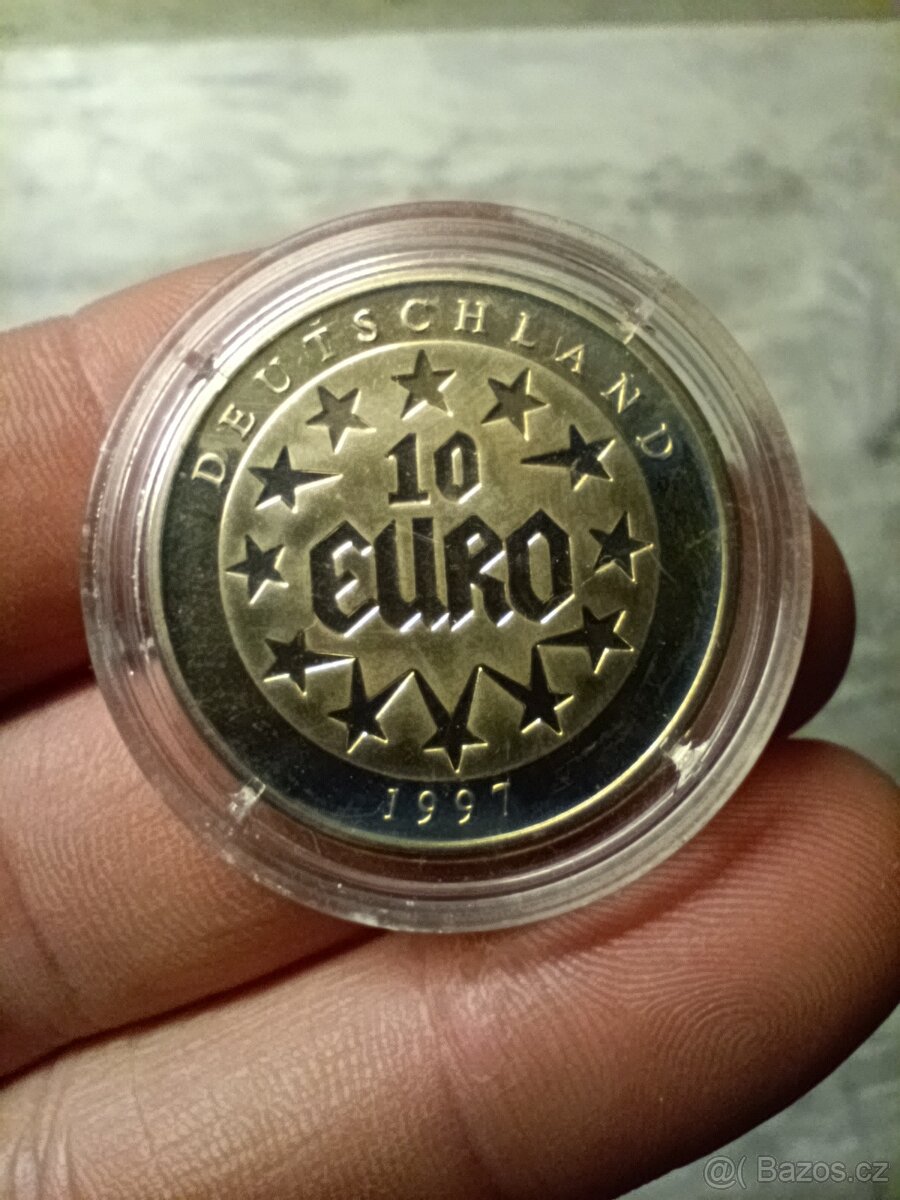 DEUTSCHLAND
10
EURO
1997
@( Bazos.cz